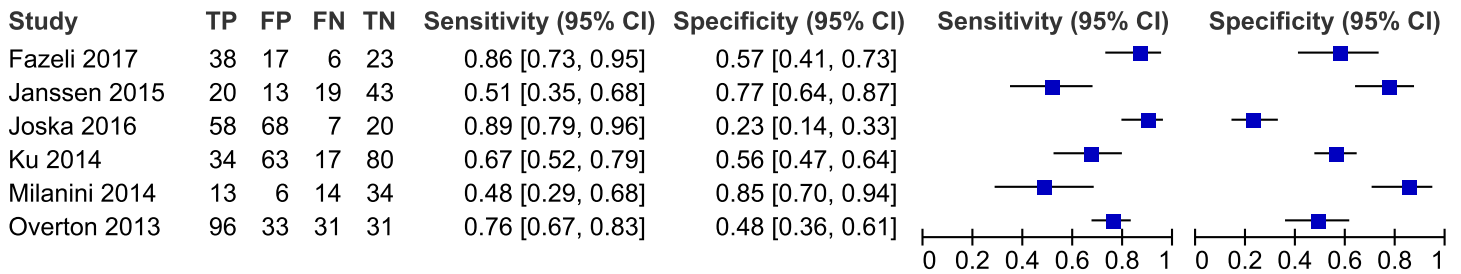 Study TP FP FN TN Sensitivity (95% CI) Specificity (95% CI) Sensitivity (95% CI) Specificity (95% CI)
Fazeli 2017 38 17 6 23 0.86 [0.73, 0.95] 0.57 [0.41, 0.73]
Janssen 2015 20 13 19 43 0.51 [0.35, 0.68] 0.77 [0.64, 0.87]
Joska 2016 58 68 7 20 0.89 [0.79, 0.96] 0.23 [0.14, 0.33]
Ku 2014 34 63 17 80 0.67 [0.52, 0.79] 0.56 [0.47, 0.64]
Milanini 2014 13 6 14 34 0.48 [0.29, 0.68] 0.85 [0.70, 0.94]
Overton 2013 96 33 31 31 0.76 [0.67, 0.83] 0.48 [0.36, 0.61]
0 0.2 0.4 0.6 0.8 1 0 0.2 0.4 0.6 0.8 1